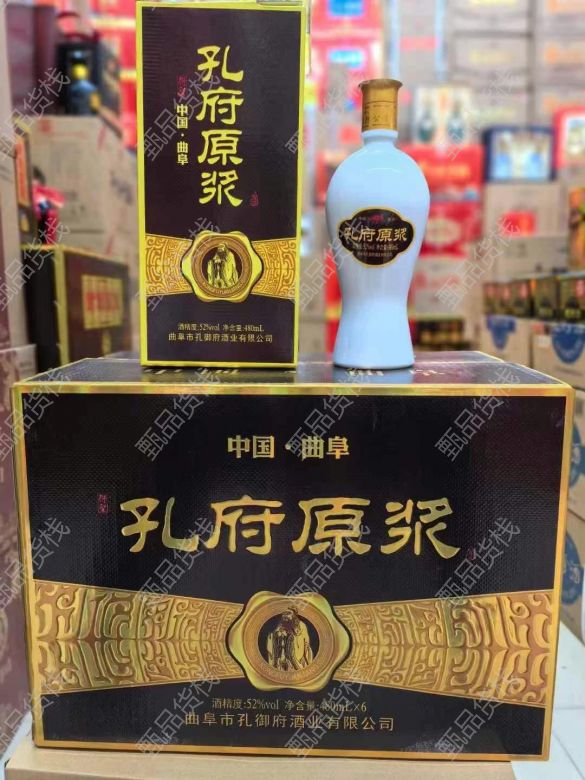 孔府原浆
中国·曲阜
酒精度:52%vol 净含量:480mL
曲阜市孔御府酒业有限公司
孔府原浆
中国·曲阜
孔府原浆
酒精度:52%vol 净含量:480mL×6
曲阜市孔御府酒业有限公司
甄品货栈